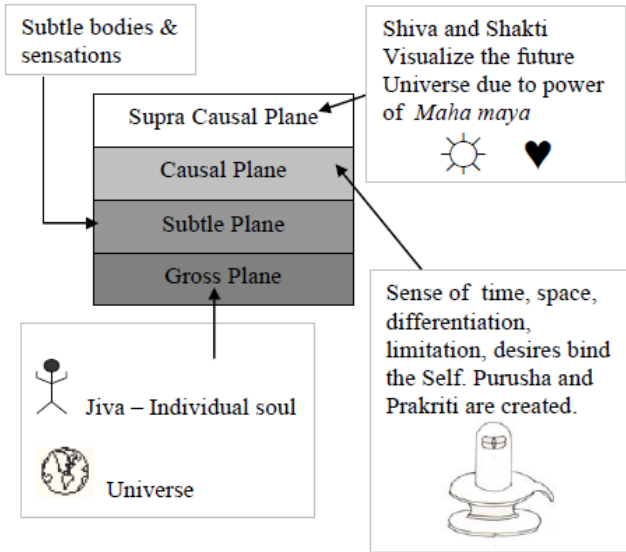 Subtle bodies &
sensations
Shiva and Shakti
Visualize the future
Universe due to power
of Maha maya
Supra Causal Plane
Causal Plane
Subtle Plane
Gross Plane
Sense of time, space,
differentiation,
limitation, desires bind
the Self. Purusha and
Prakriti are created.
Jiva – Individual soul
Universe